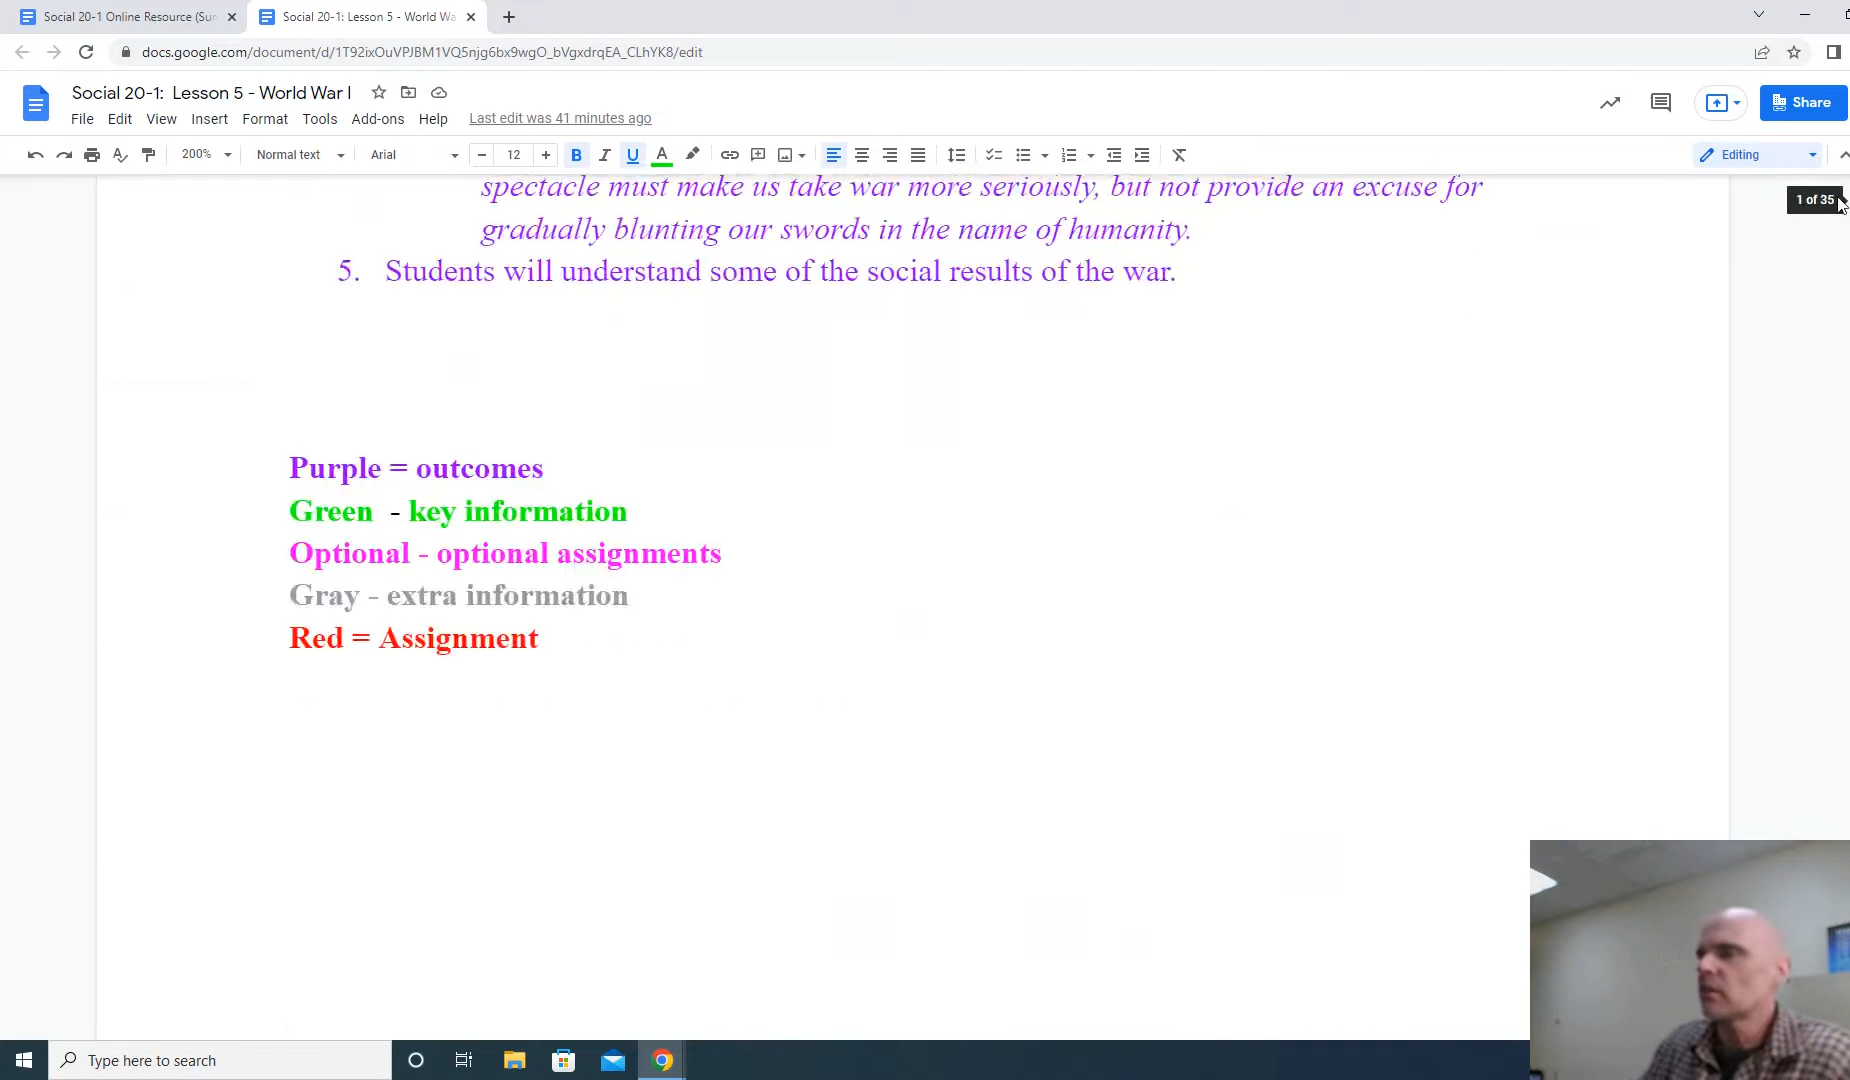 Social 20-1 Online Resource (Sur
Social 20-1: Lesson 5 - World Wa
docs.google.com/document/d/1T92ixOuVPJBM1VQ5njg6bx9wgO_bVgxdrqEA_CLhYK8/edit
Social 20-1: Lesson 5 - World War I
Share
File Edit View Insert Format Tools Add-ons Help Last edit was 41 minutes ago
200% Normal text Arial 12 B I U A Editing
spectacle must make us take war more seriously, but not provide an excuse for
1 of 35
gradually blunting our swords in the name of humanity.
5. Students will understand some of the social results of the war.
Purple = outcomes
Green - key information
Optional - optional assignments
Gray - extra information
Red = Assignment
Type here to search